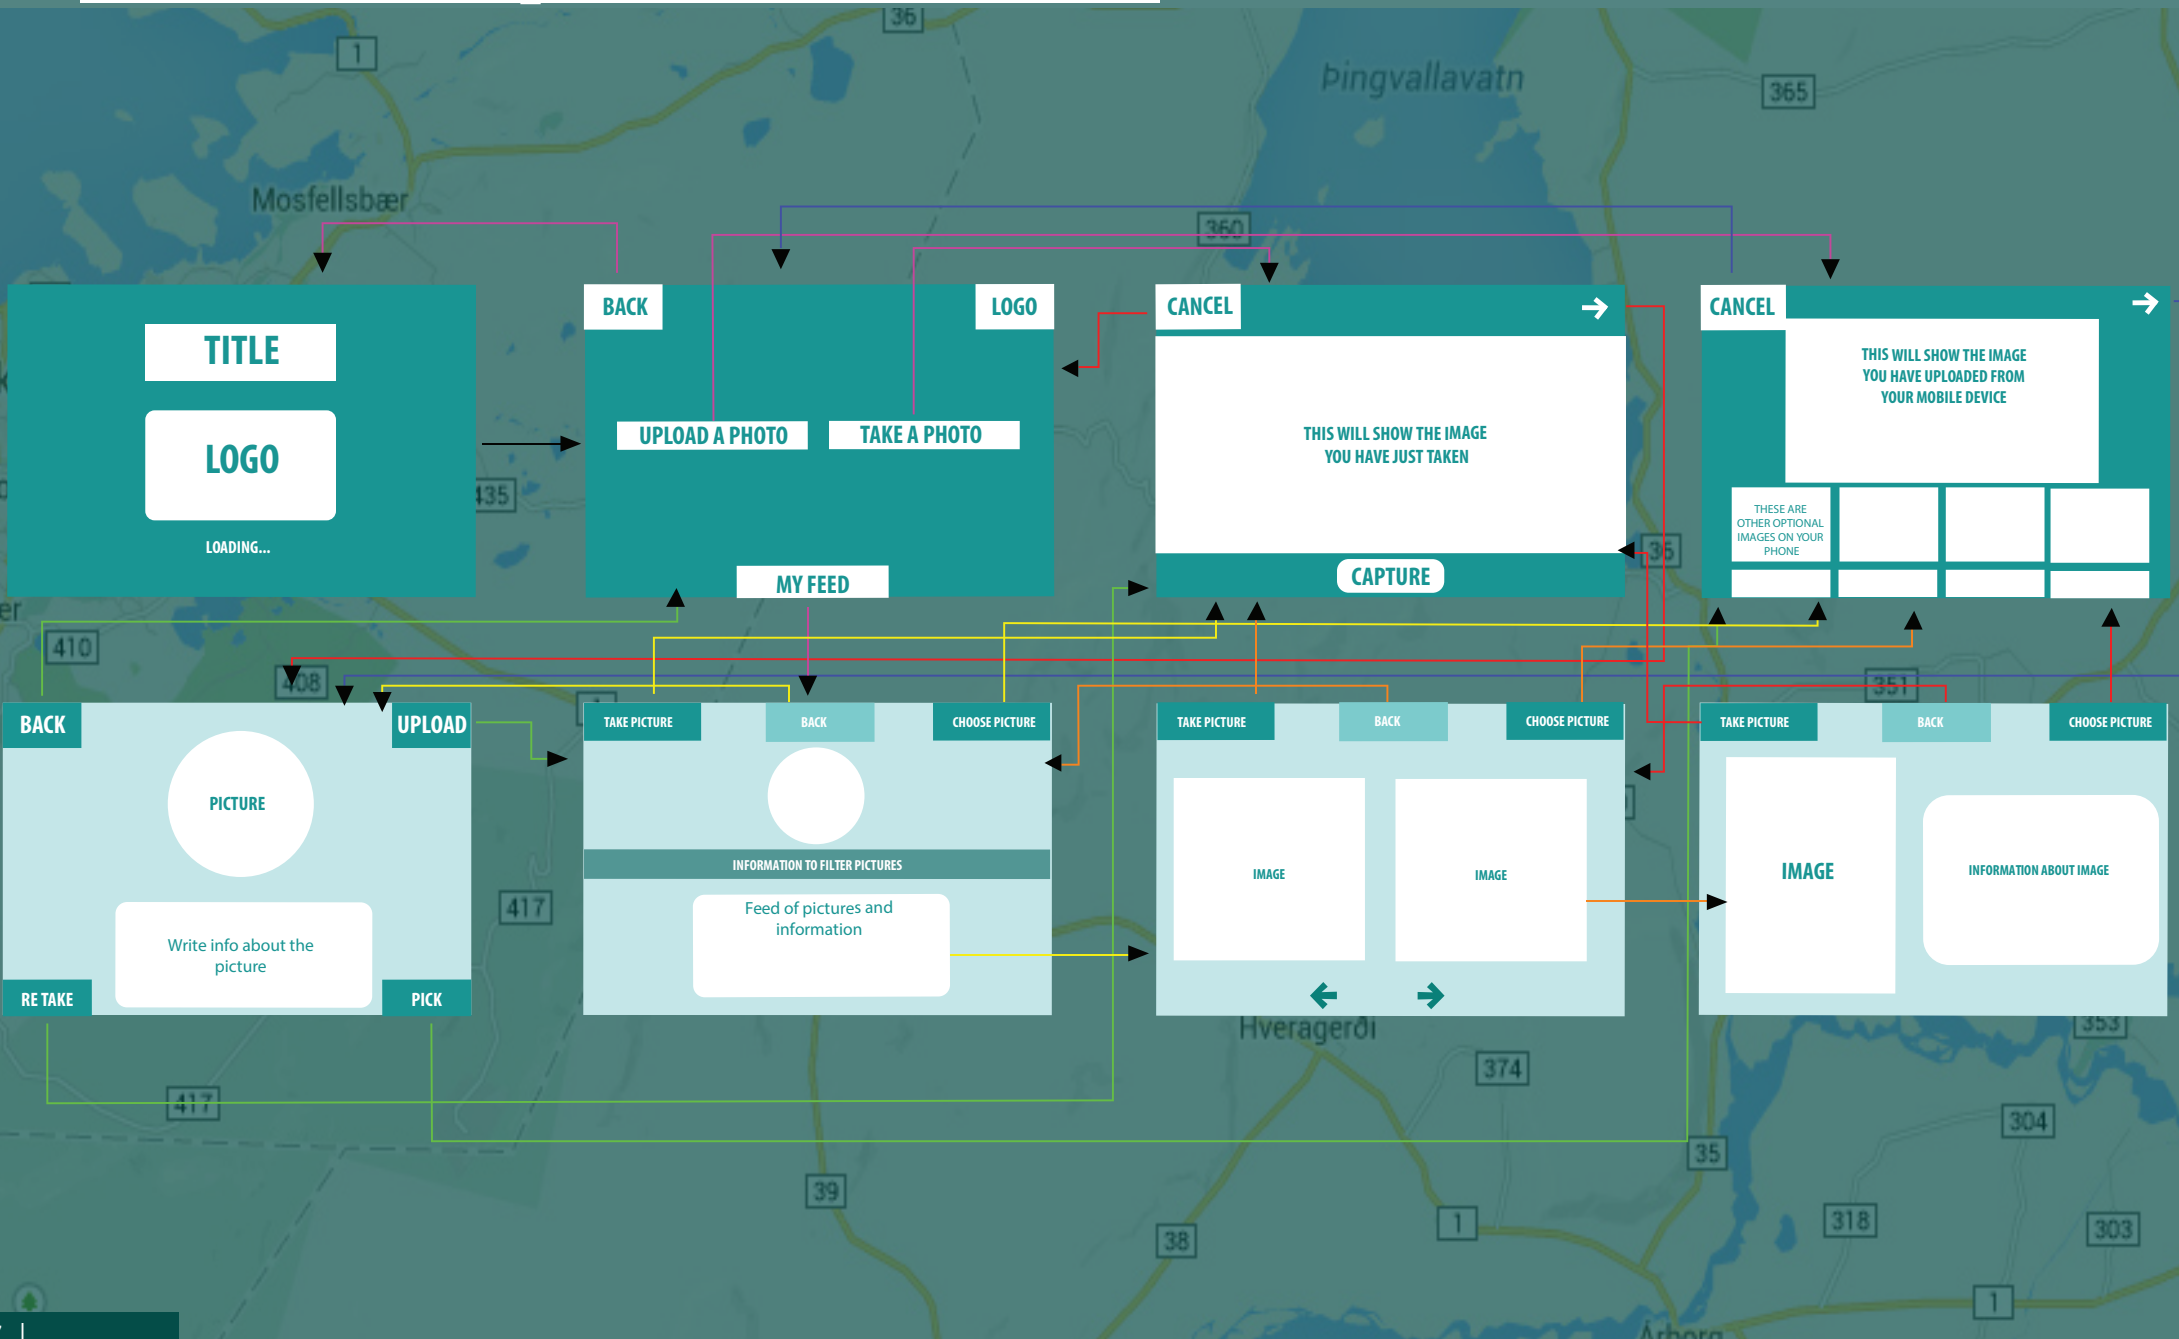 36
1
Þingvallavatn
365
Mosfellsbær
360
BACK
LOGO
CANCEL
CANCEL
TITLE
THIS WILL SHOW THE IMAGE
YOU HAVE UPLOADED FROM
YOUR MOBILE DEVICE
UPLOAD A PHOTO
TAKE A PHOTO
THIS WILL SHOW THE IMAGE
YOU HAVE JUST TAKEN
LOGO
435
THESE ARE
OTHER OPTIONAL
IMAGES ON YOUR
PHONE
LOADING...
36
MY FEED
CAPTURE
410
408
351
BACK
UPLOAD
TAKE PICTURE
BACK
CHOOSE PICTURE
TAKE PICTURE
BACK
CHOOSE PICTURE
TAKE PICTURE
BACK
CHOOSE PICTURE
PICTURE
INFORMATION TO FILTER PICTURES
IMAGE
IMAGE
IMAGE
INFORMATION ABOUT IMAGE
417
Feed of pictures and
information
Write info about the
picture
RE TAKE
PICK
Hveragerði
353
374
417
304
35
39
38
1
318
303
1
Árborg